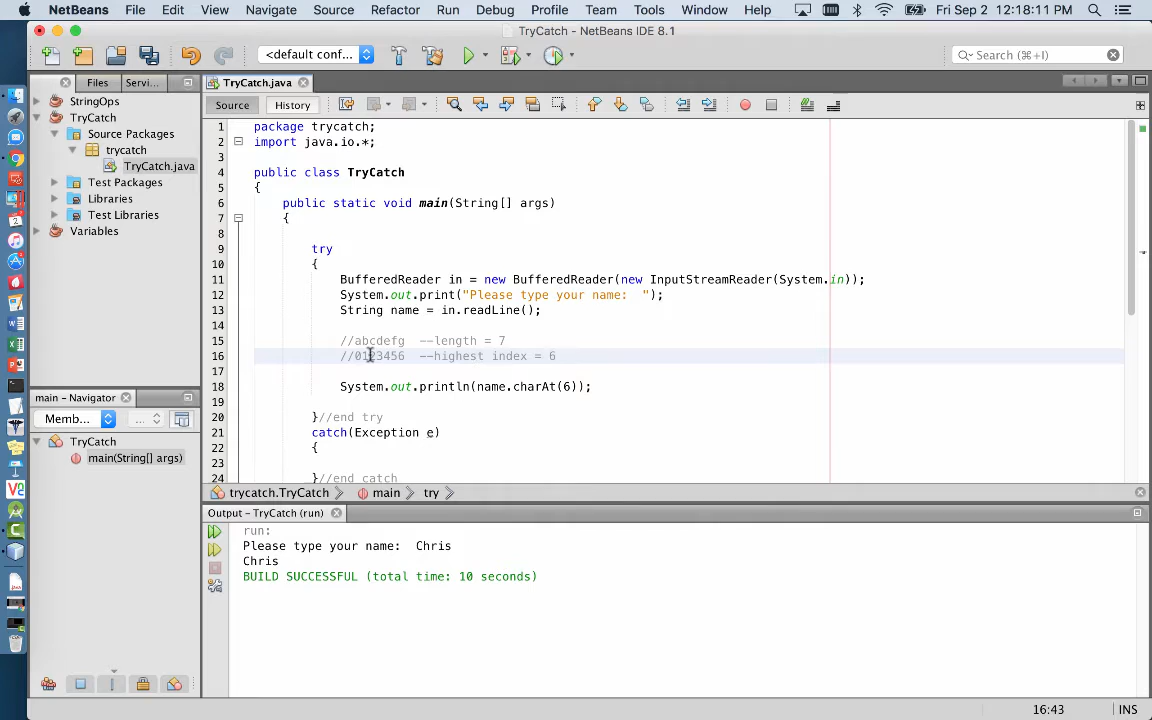 NetBeans File Edit View Navigate Source Refactor Run Debug Profile Team Tools Window Help Fri Sep 2 12:18:11 PM
TryCatch - NetBeans IDE 8.1
<default conf... Search (⌘+I)
Files Servi... TryCatch.java
Source History
StringOps
TryCatch
Source Packages
trycatch
TryCatch.java
Test Packages
Libraries
Test Libraries
Variables
1 package trycatch;
2 import java.io.*;
3
4 public class TryCatch
5 {
6 public static void main(String[] args)
7 {
8
9 try
10 {
11 BufferedReader in = new BufferedReader(new InputStreamReader(System.in));
12 System.out.print("Please type your name:  ");
13 String name = in.readLine();
14
15 //abcdefg  --length = 7
16 //0123456  --highest index = 6
17
18 System.out.println(name.charAt(6));
19
20 }//end try
21 catch(Exception e)
22 {
23
24 }//end catch
main - Navigator
Memb... ...
TryCatch
main(String[] args)
trycatch.TryCatch main try
Output - TryCatch (run)
run:
Please type your name:  Chris
Chris
BUILD SUCCESSFUL (total time: 10 seconds)
16:43 INS